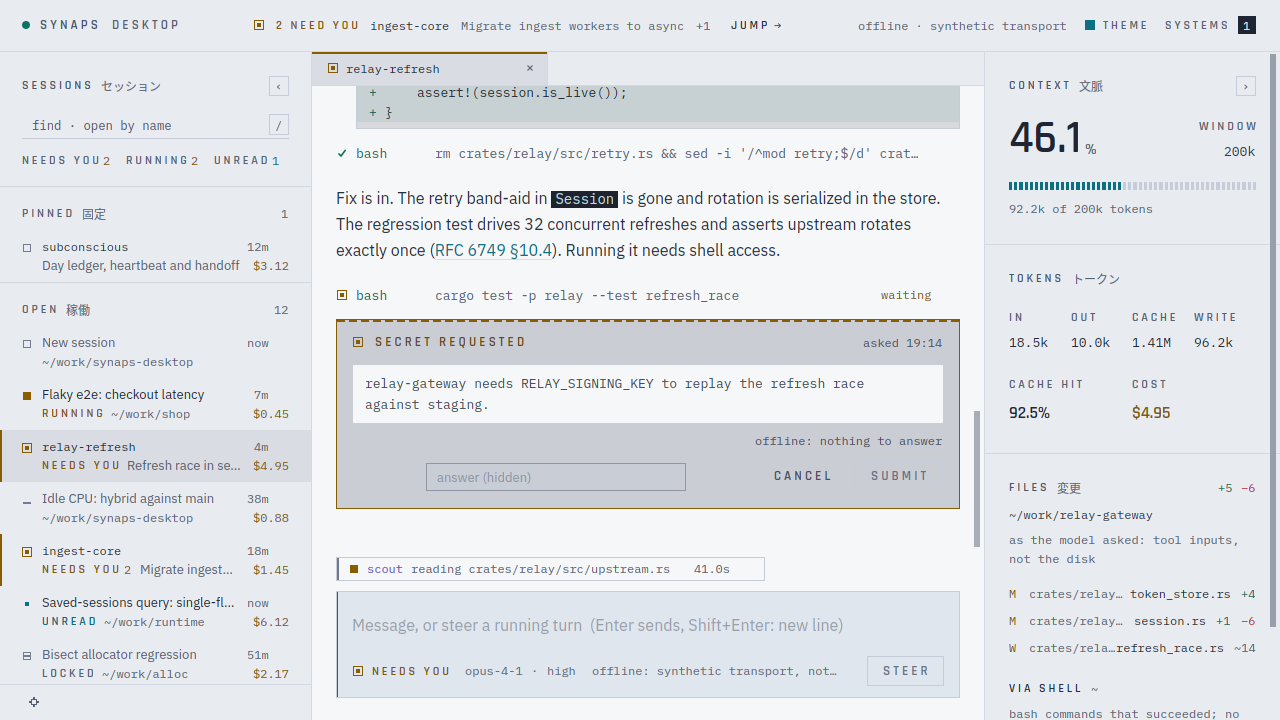 SYNAPS DESKTOP
2 NEED YOU ingest-core Migrate ingest workers to async +1 JUMP →
offline · synthetic transport THEME SYSTEMS 1
SESSIONS セッション ‹
find · open by name /
NEEDS YOU 2 RUNNING 2 UNREAD 1
PINNED 固定 1
subconscious 12m
Day ledger, heartbeat and handoff $3.12
OPEN 稼働 12
New session now
~/work/synaps-desktop
Flaky e2e: checkout latency 7m
RUNNING ~/work/shop $0.45
relay-refresh 4m
NEEDS YOU Refresh race in se… $4.95
Idle CPU: hybrid against main 38m
~/work/synaps-desktop $0.88
ingest-core 18m
NEEDS YOU 2 Migrate ingest… $1.45
Saved-sessions query: single-fl… now
UNREAD ~/work/runtime $6.12
Bisect allocator regression 51m
LOCKED ~/work/alloc $2.17
relay-refresh ×
+ assert!(session.is_live());
+ }
✓ bash rm crates/relay/src/retry.rs && sed -i '/^mod retry;$/d' crat…
Fix is in. The retry band-aid in Session is gone and rotation is serialized in the store.
The regression test drives 32 concurrent refreshes and asserts upstream rotates
exactly once (RFC 6749 §10.4). Running it needs shell access.
bash cargo test -p relay --test refresh_race waiting
SECRET REQUESTED asked 19:14
relay-gateway needs RELAY_SIGNING_KEY to replay the refresh race
against staging.
offline: nothing to answer
answer (hidden) CANCEL SUBMIT
scout reading crates/relay/src/upstream.rs 41.0s
Message, or steer a running turn (Enter sends, Shift+Enter: new line)
NEEDS YOU opus-4-1 · high offline: synthetic transport, not… STEER
CONTEXT 文脈 ›
46.1% WINDOW
200k
92.2k of 200k tokens
TOKENS トークン
IN OUT CACHE WRITE
18.5k 10.0k 1.41M 96.2k
CACHE HIT COST
92.5% $4.95
FILES 変更 +5 −6
~/work/relay-gateway
as the model asked: tool inputs,
not the disk
M crates/relay… token_store.rs +4
M crates/relay… session.rs +1 −6
W crates/rela…refresh_race.rs ~14
VIA SHELL ~
bash commands that succeeded; no